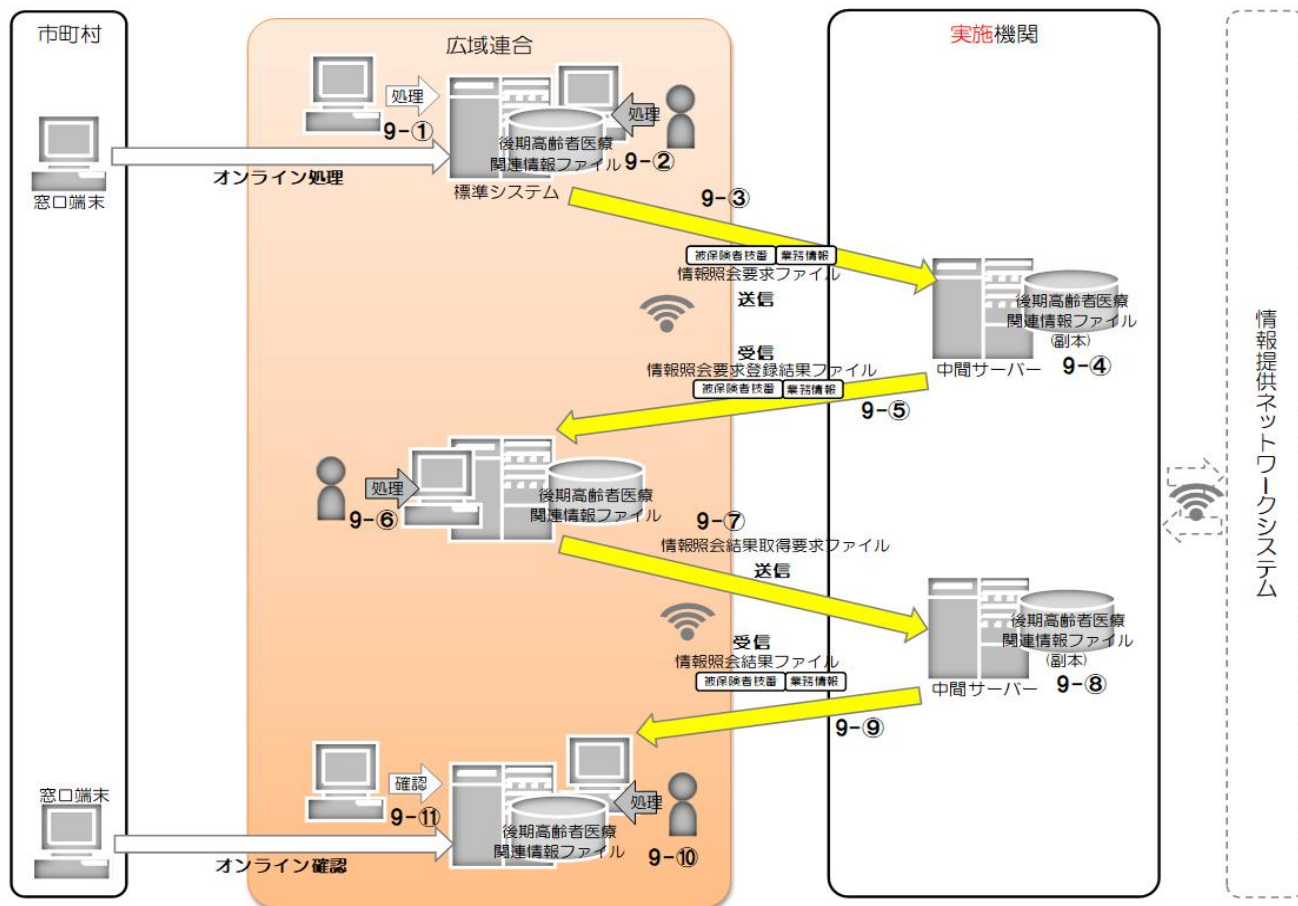 市町村
広域連合
実施機関
処理
9-①
処理
後期高齢者医療
関連情報ファイル
9-②
標準システム
オンライン処理
窓口端末
9-③
被保険者枝番 業務情報
情報照会要求ファイル
送信
後期高齢者医療
関連情報ファイル
(副本)
中間サーバー
9-④
受信
情報照会要求登録結果ファイル
被保険者枝番 業務情報
9-⑤
処理
9-⑥
後期高齢者医療
関連情報ファイル
9-⑦
情報照会結果取得要求ファイル
送信
後期高齢者医療
関連情報ファイル
(副本)
中間サーバー
9-⑧
受信
情報照会結果ファイル
被保険者枝番 業務情報
9-⑨
確認
9-⑪
処理
後期高齢者医療
関連情報ファイル
9-⑩
窓口端末
オンライン確認
情報提供ネットワークシステム